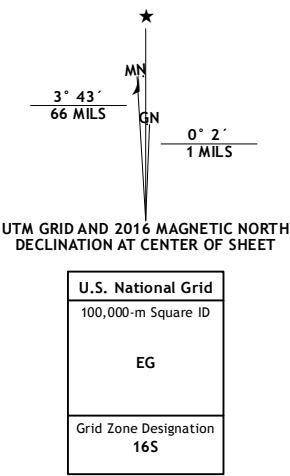 ★
MN
3° 43´
66 MILS
GN
0° 2´
1 MILS
UTM GRID AND 2016 MAGNETIC NORTH
DECLINATION AT CENTER OF SHEET
U.S. National Grid
100,000-m Square ID
EG
Grid Zone Designation
16S